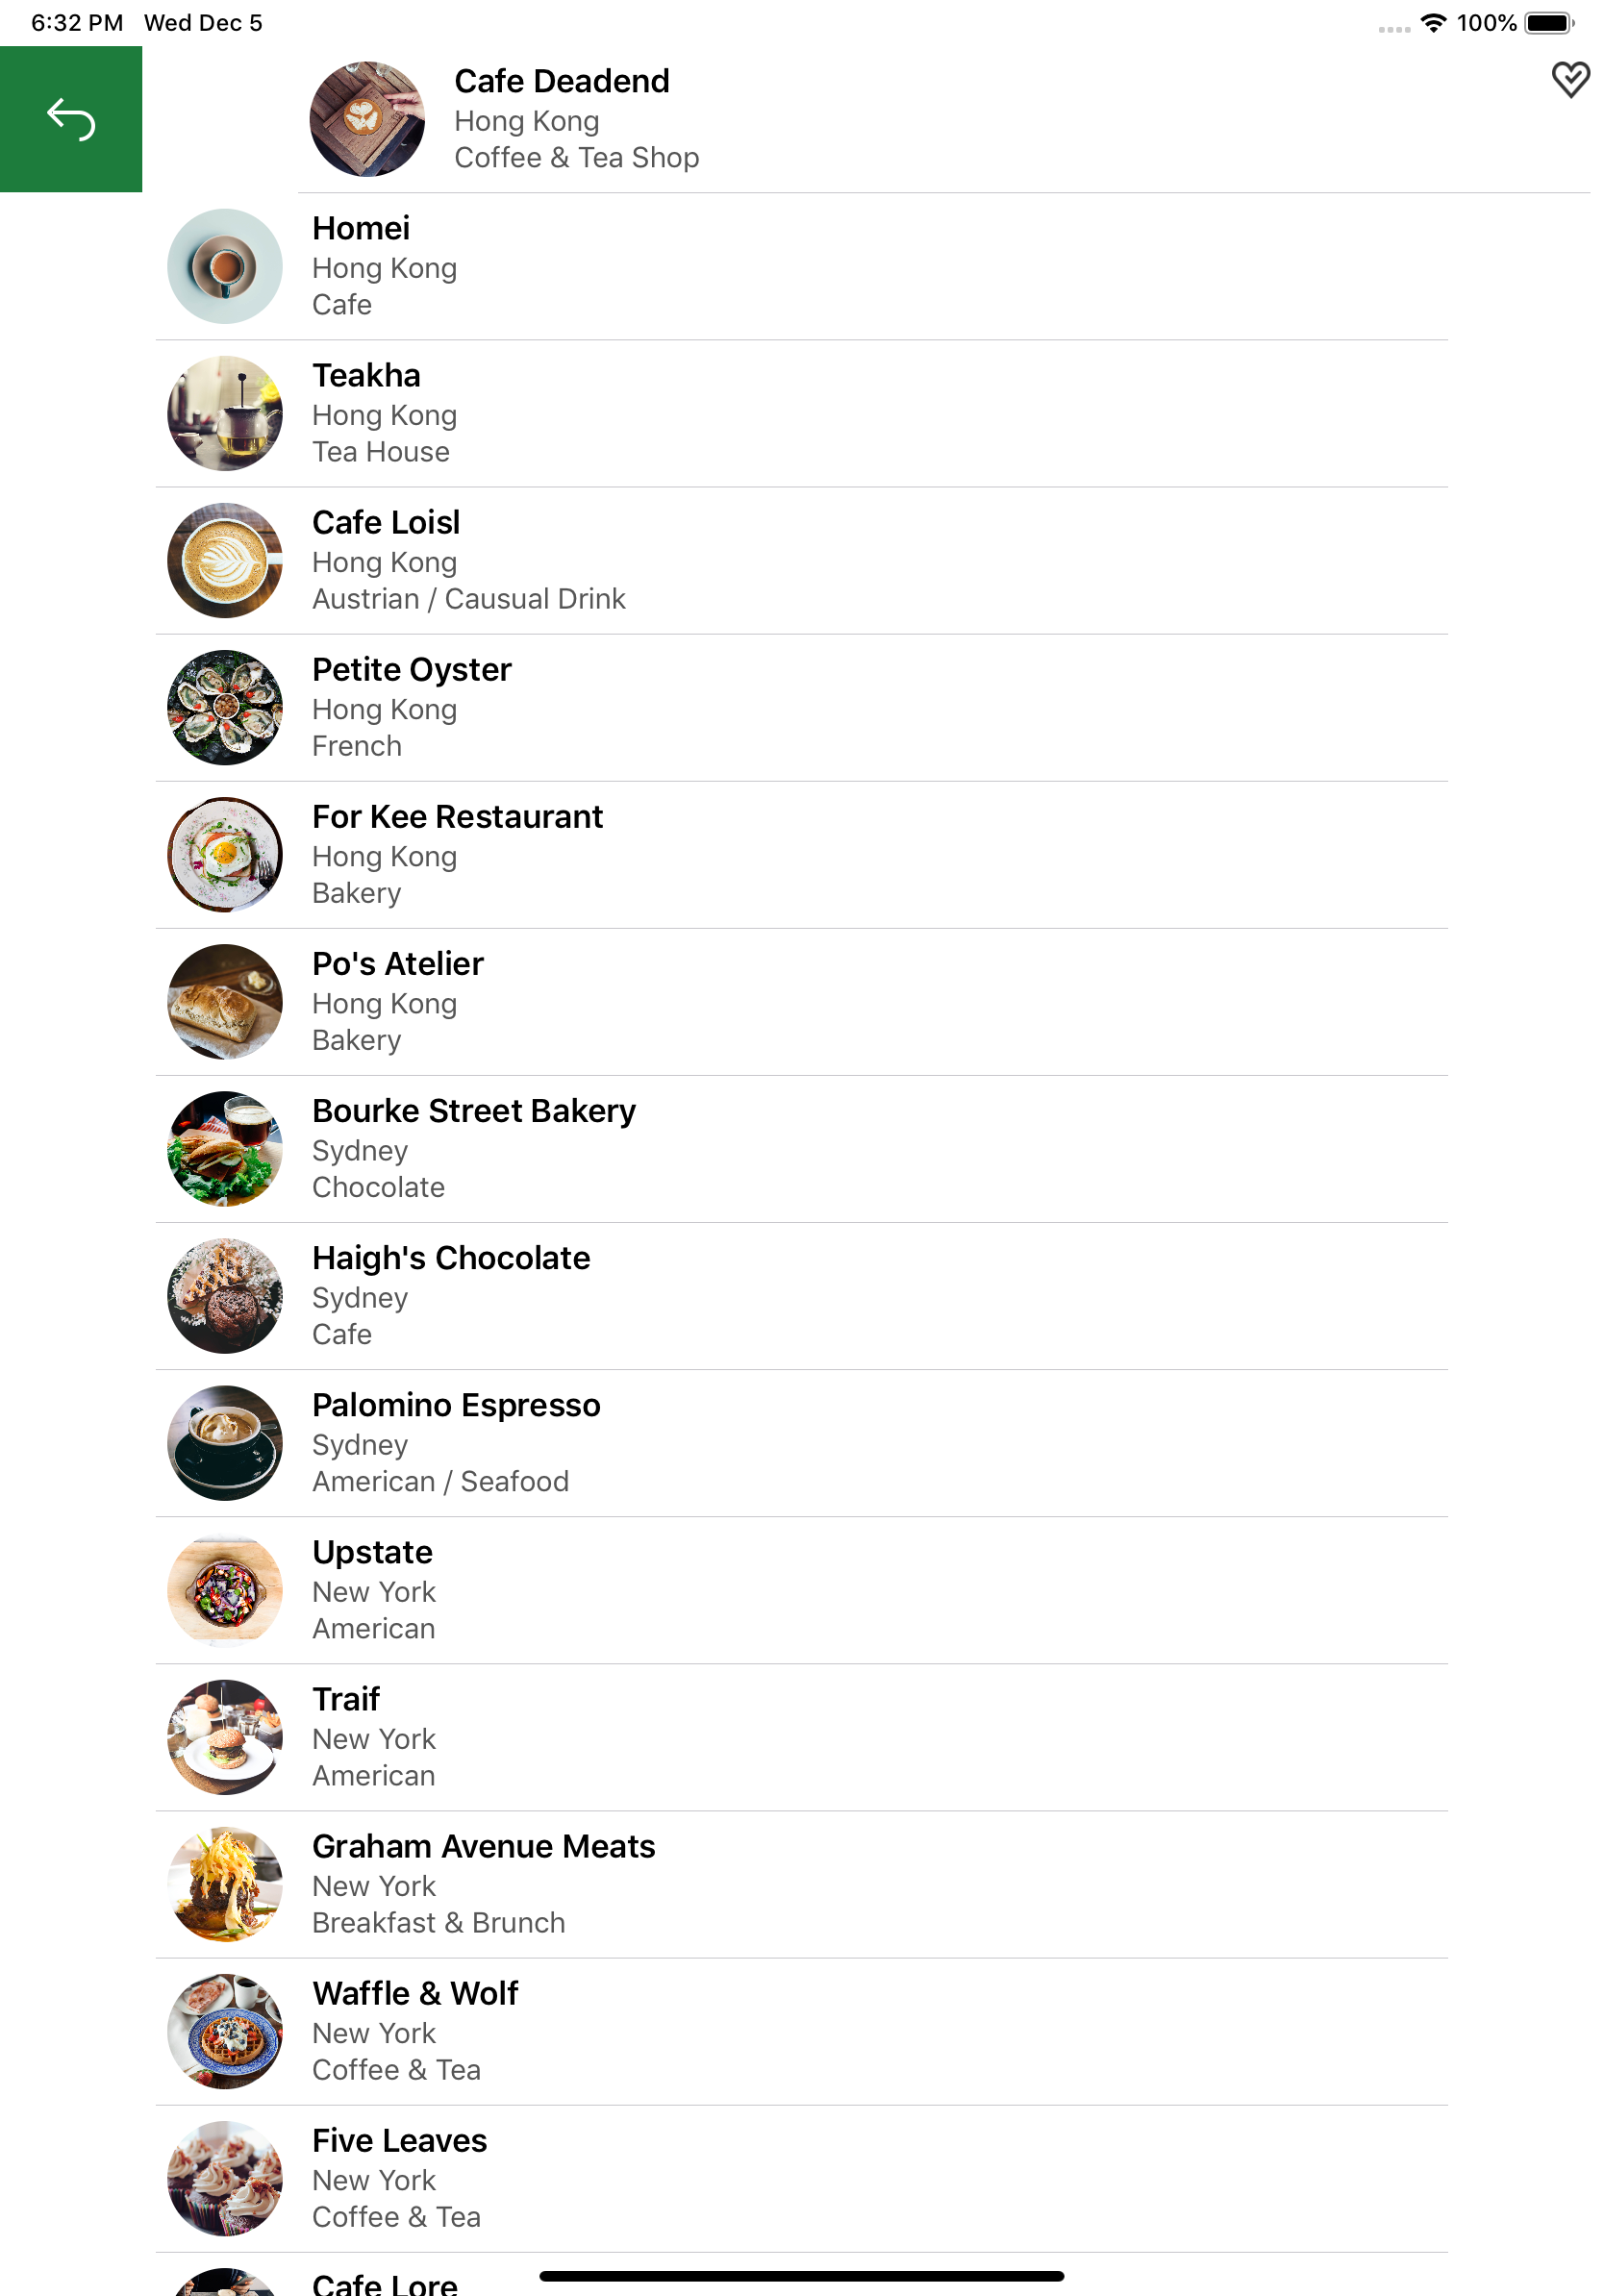 6:32 PM Wed Dec 5 100%
Cafe Deadend
Hong Kong
Coffee & Tea Shop
Homei
Hong Kong
Cafe
Teakha
Hong Kong
Tea House
Cafe Loisl
Hong Kong
Austrian / Causual Drink
Petite Oyster
Hong Kong
French
For Kee Restaurant
Hong Kong
Bakery
Po's Atelier
Hong Kong
Bakery
Bourke Street Bakery
Sydney
Chocolate
Haigh's Chocolate
Sydney
Cafe
Palomino Espresso
Sydney
American / Seafood
Upstate
New York
American
Traif
New York
American
Graham Avenue Meats
New York
Breakfast & Brunch
Waffle & Wolf
New York
Coffee & Tea
Five Leaves
New York
Coffee & Tea
Cafe Lore